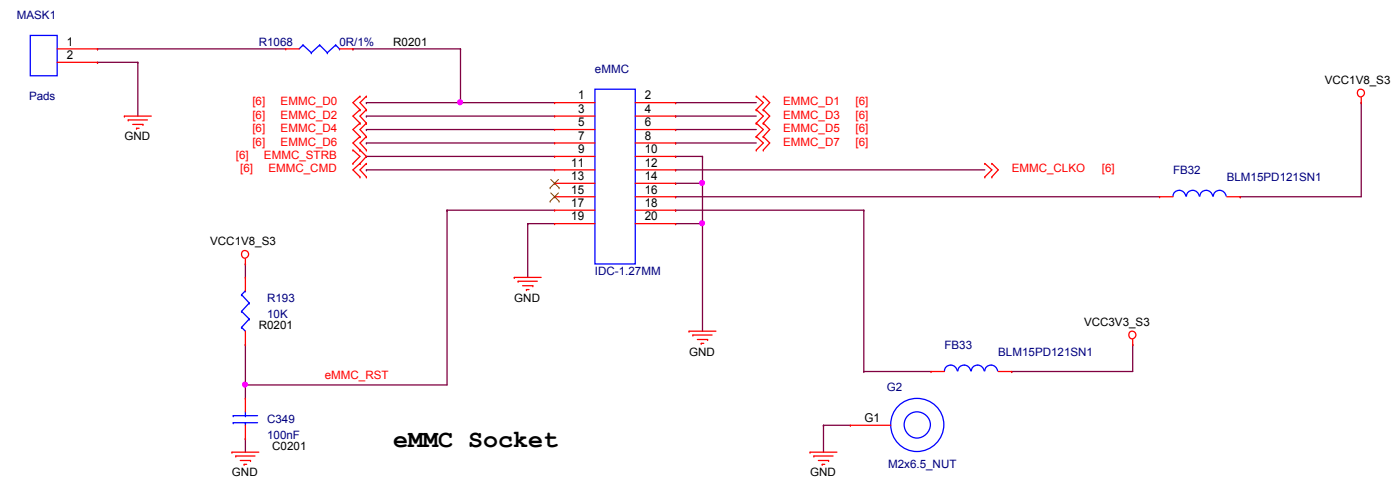 MASK1
1
2
Pads
GND
R1068
0R/1%
R0201
eMMC
[6] EMMC_D0
[6] EMMC_D2
[6] EMMC_D4
[6] EMMC_D6
[6] EMMC_STRB
[6] EMMC_CMD
1
3
5
7
9
11
13
15
17
19
2
4
6
8
10
12
14
16
18
20
IDC-1.27MM
EMMC_D1 [6]
EMMC_D3 [6]
EMMC_D5 [6]
EMMC_D7 [6]
EMMC_CLKO [6]
VCC1V8_S3
FB32
BLM15PD121SN1
GND
GND
VCC1V8_S3
R193
10K
R0201
eMMC_RST
C349
100nF
C0201
GND
eMMC Socket
VCC3V3_S3
FB33
BLM15PD121SN1
G2
G1
M2x6.5_NUT
GND